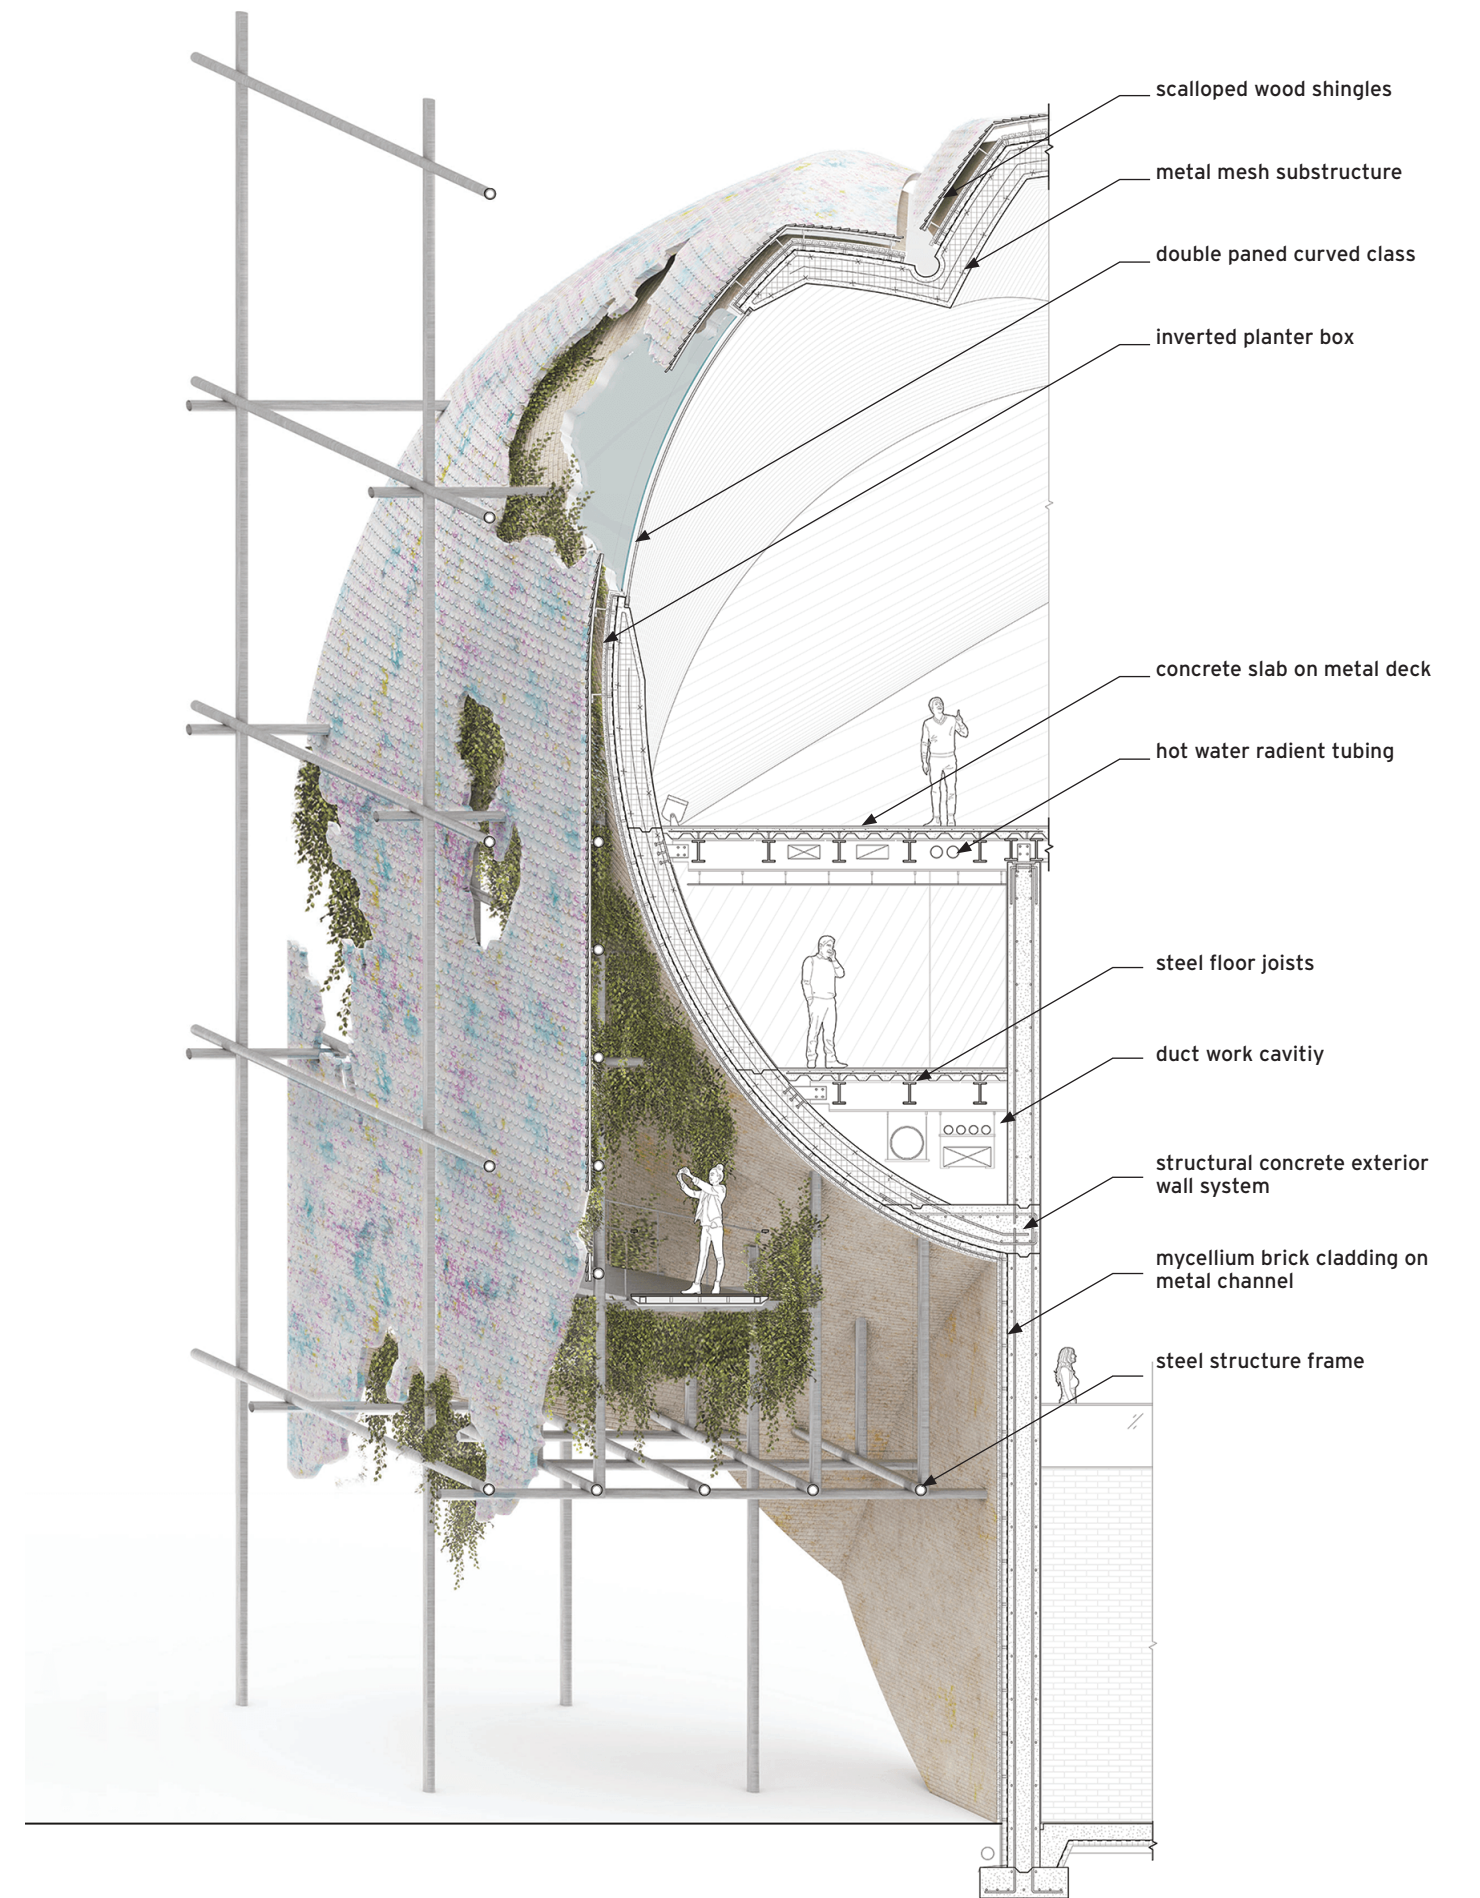 scalloped wood shingles
metal mesh substructure
double paned curved class
inverted planter box
concrete slab on metal deck
hot water radient tubing
steel floor joists
duct work cavitiy
structural concrete exterior
wall system
mycellium brick cladding on
metal channel
steel structure frame